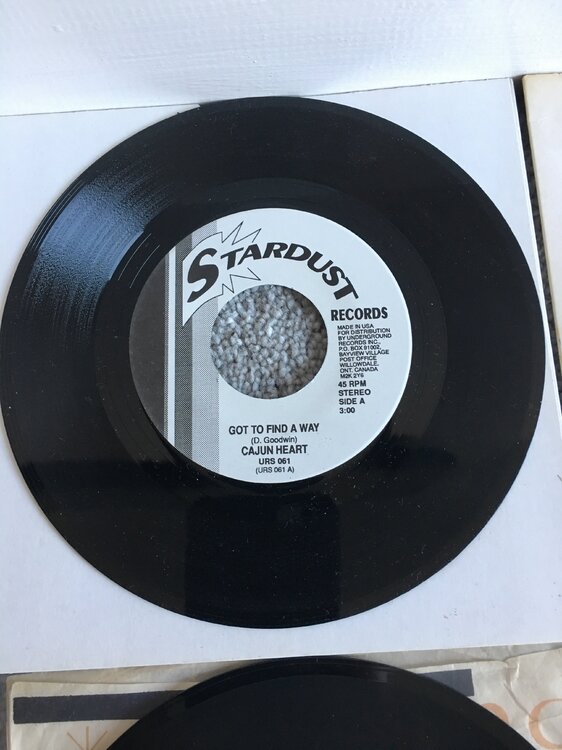 STARDUST
RECORDS
MADE IN USA
FOR DISTRIBUTION
BY UNDERGROUND
RECORDS INC.,
P.O. BOX 91002,
BAYVIEW VILLAGE
POST OFFICE
WILLOWDALE,
ONT. CANADA
M2K 2Y6
45 RPM
STEREO
SIDE A
3:00
GOT TO FIND A WAY
(D. Goodwin)
CAJUN HEART
URS 061
(URS 061 A)